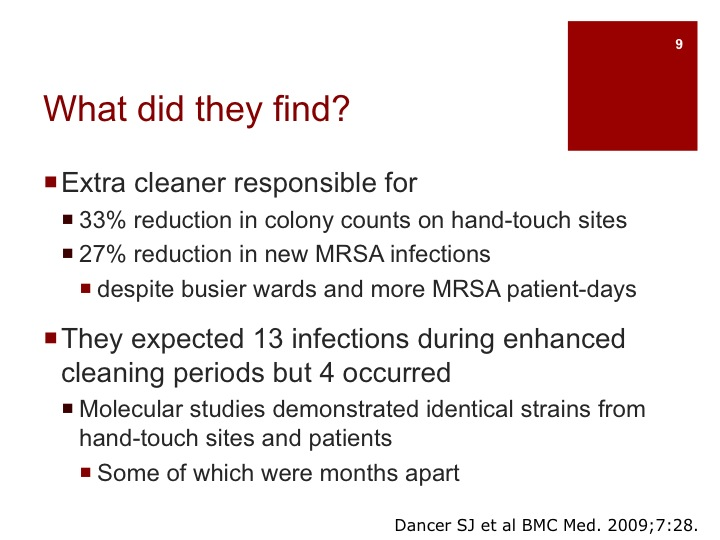 9
What did they find?
Extra cleaner responsible for
33% reduction in colony counts on hand-touch sites
27% reduction in new MRSA infections
despite busier wards and more MRSA patient-days
They expected 13 infections during enhanced
cleaning periods but 4 occurred
Molecular studies demonstrated identical strains from
hand-touch sites and patients
Some of which were months apart
Dancer SJ et al BMC Med. 2009;7:28.